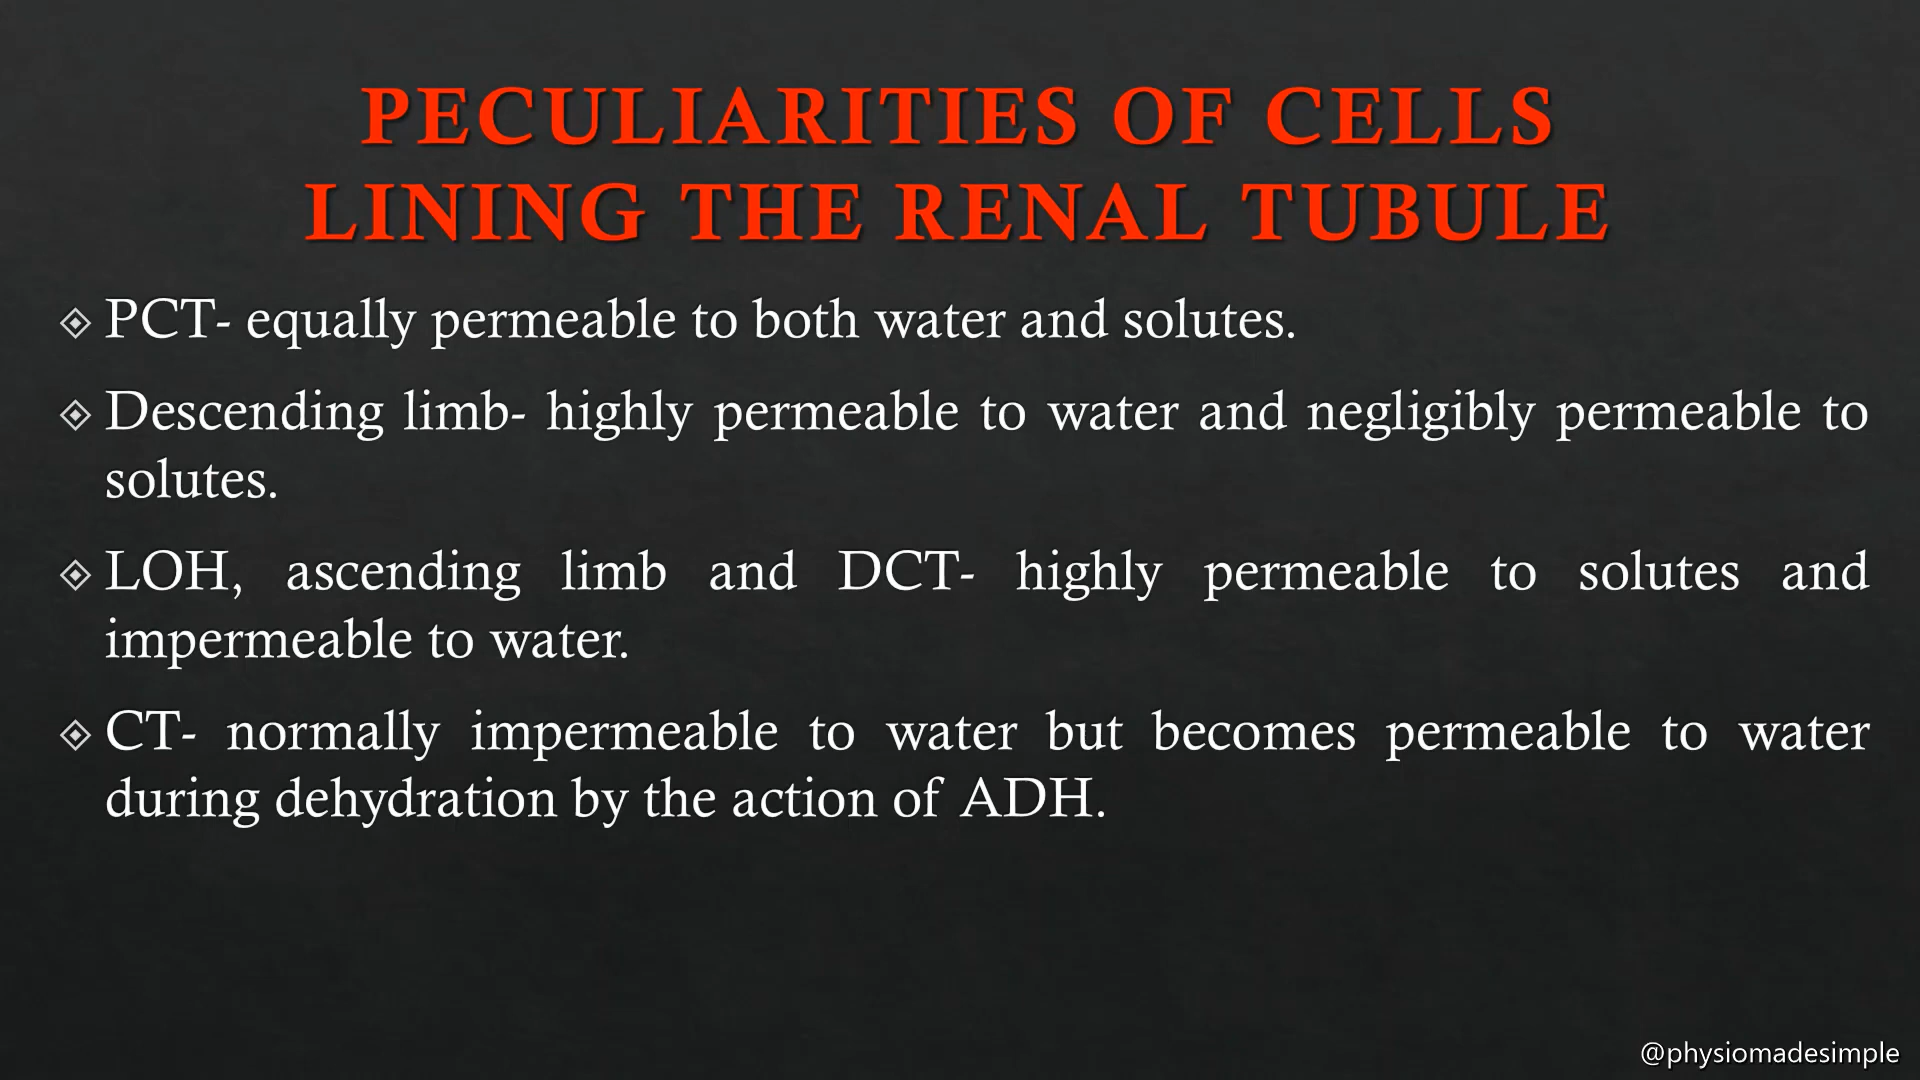 PECULIARITIES OF CELLS
LINING THE RENAL TUBULE
PCT- equally permeable to both water and solutes.
Descending limb- highly permeable to water and negligibly permeable to
solutes.
LOH, ascending limb and DCT- highly permeable to solutes and
impermeable to water.
CT- normally impermeable to water but becomes permeable to water
during dehydration by the action of ADH.
@physiomadesimple